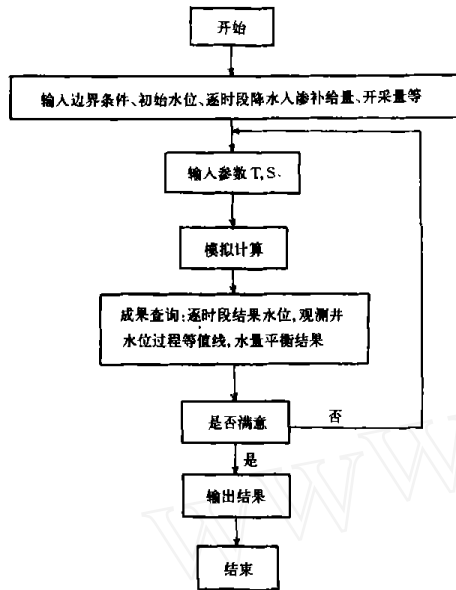 开始
输入边界条件、初始水位、逐时段降水入渗补给量、开采量等
输入参数 T,S、
模拟计算
成果查询:逐时段结果水位,观测井
水位过程等值线,水量平衡结果
是否满意
否
是
输出结果
结束
WWW